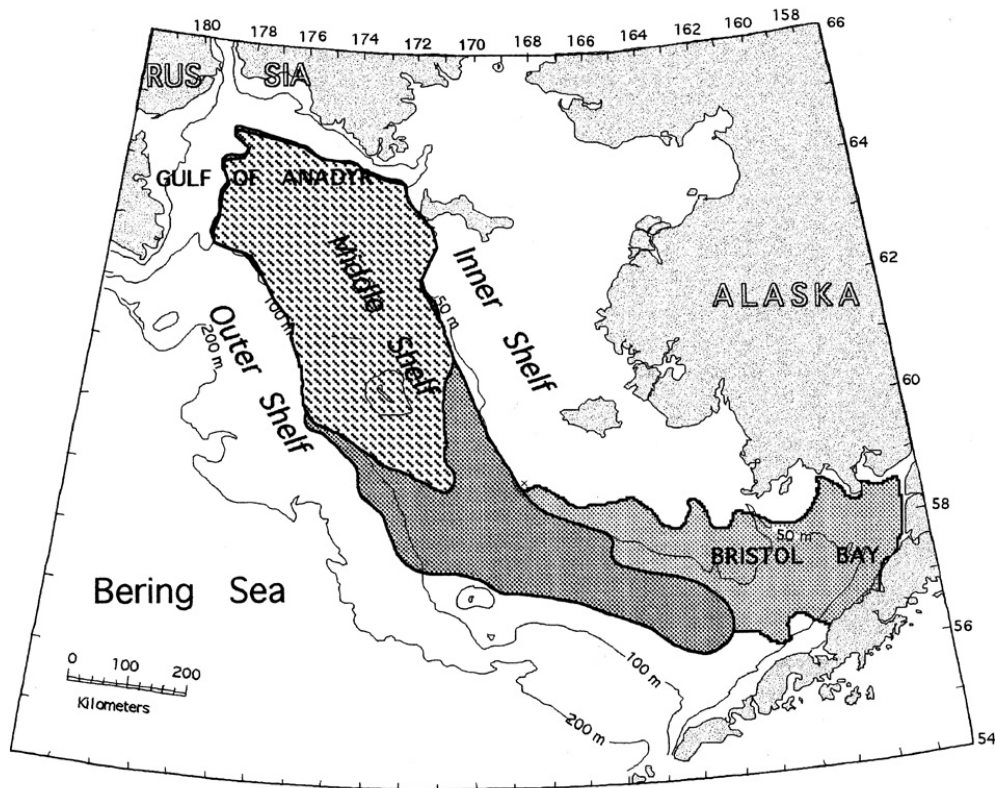 180 178 176 174 172 170 168 166 164 162 160 158 66
RUS SIA
64
GULF OF ANADYR
62
Middle Shelf
Inner Shelf
ALASKA
50 m
100 m
200 m
Outer Shelf
60
58
50 m
BRISTOL BAY
Bering Sea
56
0 100 200
Kilometers
100 m
200 m
54